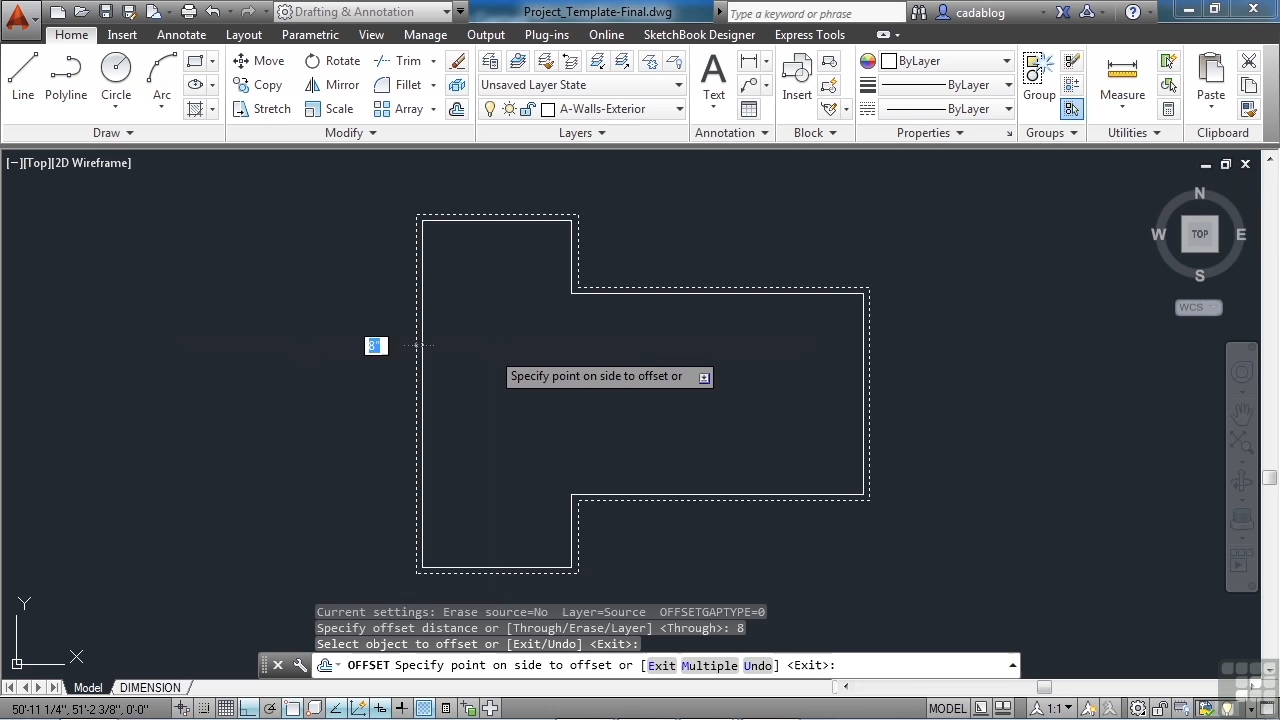 Drafting & Annotation
Project_Template-Final.dwg
Type a keyword or phrase
cadablog
Home Insert Annotate Layout Parametric View Manage Output Plug-ins Online SketchBook Designer Express Tools
Move Rotate Trim
ByLayer
Copy Mirror Fillet
Unsaved Layer State
ByLayer
Line Polyline Circle Arc
Text Insert Group Measure Paste
Stretch Scale Array
A-Walls-Exterior
ByLayer
Draw Modify Layers Annotation Block Properties Groups Utilities Clipboard
[−][Top][2D Wireframe]
N
W TOP E
S
WCS
8"
Specify point on side to offset or
Y
X
Current settings: Erase source=No Layer=Source OFFSETGAPTYPE=0
Specify offset distance or [Through/Erase/Layer] <Through>: 8
Select object to offset or [Exit/Undo] <Exit>:
OFFSET Specify point on side to offset or [Exit Multiple Undo] <Exit>:
Model DIMENSION
50'-11 1/4", 51'-2 3/8", 0'-0"
MODEL
1:1